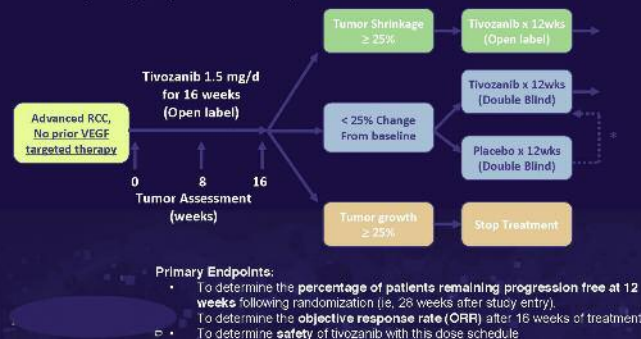 Tumor Shrinkage
≥ 25%
Tivozanib x 12wks
(Open label)
Tivozanib 1.5 mg/d
for 16 weeks
(Open label)
Advanced RCC,
No prior VEGF
targeted therapy
< 25% Change
From baseline
Tivozanib x 12wks
(Double Blind)
Placebo x 12wks
(Double Blind)
*
0 8 16
Tumor Assessment
(weeks)
Tumor growth
≥ 25%
Stop Treatment
Primary Endpoints:
• To determine the percentage of patients remaining progression free at 12
weeks following randomization (ie, 28 weeks after study entry).
To determine the objective response rate (ORR) after 16 weeks of treatment
• To determine safety of tivozanib with this dose schedule